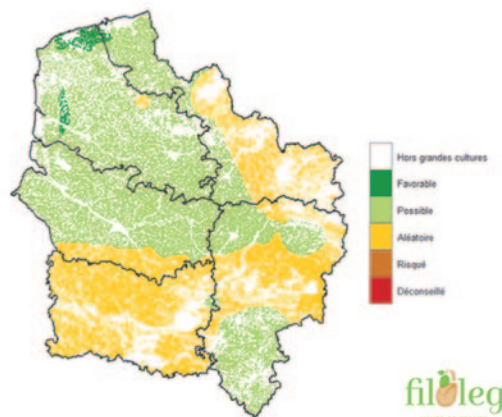 Hors grandes cultures
Favorable
Possible
Aléatoire
Risqué
Déconseillé
filoleg